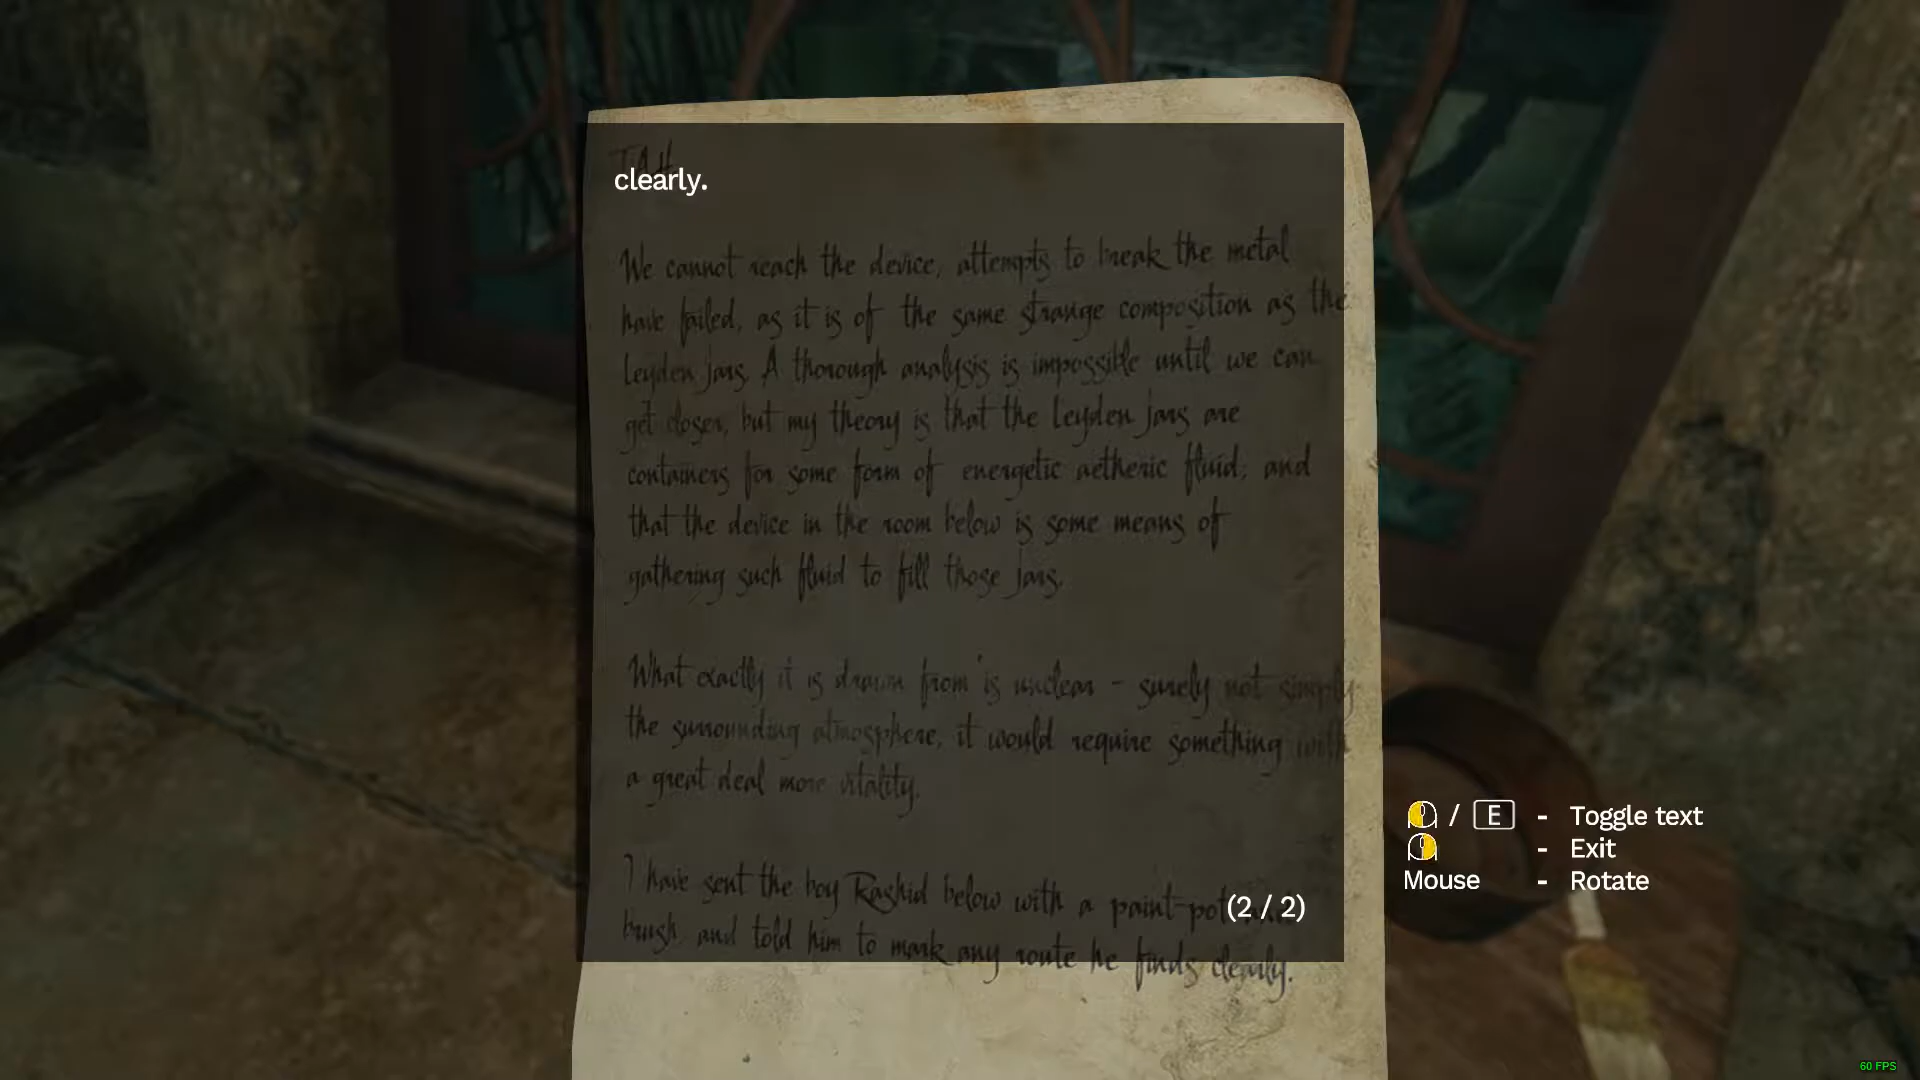 clearly.
We cannot reach the device, attempts to break the metal
have failed, as it is of the same strange composition as the
Leyden jars. A thorough analysis is impossible until we can
get closer, but my theory is that the Leyden jars are
containers for some form of energetic aetheric fluid; and
that the device in the room below is some means of
gathering such fluid to fill those jars.
What exactly it is drawn from is unclear - surely not simply
the surrounding atmosphere, it would require something with
a great deal more vitality.
I have sent the boy Rashid below with a paint-pot
(2 / 2)
brush, and told him to mark any route he finds clearly.
/ E - Toggle text
- Exit
Mouse - Rotate
60 FPS